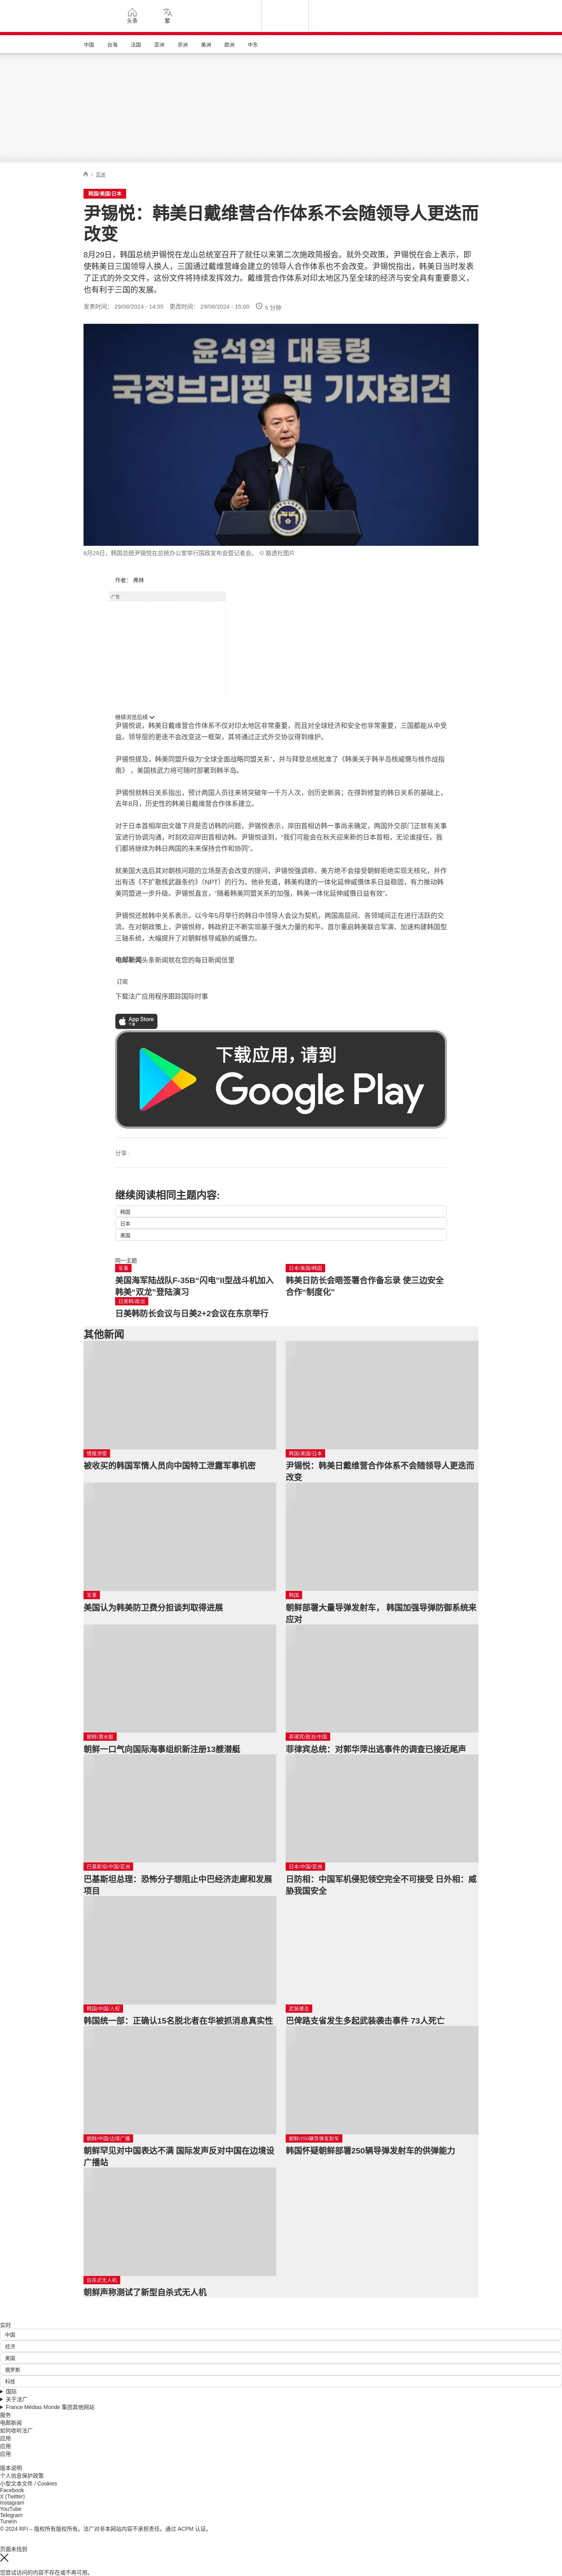 头条
繁
中国
台海
法国
亚洲
非洲
美洲
欧洲
中东
/ 亚洲
韩国/美国/日本
尹锡悦：韩美日戴维营合作体系不会随领导人更迭而
改变
8月29日，韩国总统尹锡悦在龙山总统室召开了就任以来第二次施政简报会。就外交政策，尹锡悦在会上表示，即
使韩美日三国领导人换人，三国通过戴维营峰会建立的领导人合作体系也不会改变。尹锡悦指出，韩美日当时发表
了正式的外交文件，这份文件将持续发挥效力。戴维营合作体系对印太地区乃至全球的经济与安全具有重要意义，
也有利于三国的发展。
发表时间： 29/08/2024 - 14:55 更改时间： 29/08/2024 - 15:00 5 分钟
윤석열 대통령
국정브리핑 및 기자회견
8月29日，韩国总统尹锡悦在总统办公室举行国政发布会暨记者会。 © 路透社图片
作者： 弗林
广告
继续浏览后续
尹锡悦说，韩美日戴维营合作体系不仅对印太地区非常重要，而且对全球经济和安全也非常重要，三国都能从中受
益。领导层的更迭不会改变这一框架，其将通过正式外交协议得到维护。
尹锡悦提及，韩美同盟升级为“全球全面战略同盟关系”，并与拜登总统批准了《韩美关于韩半岛核威慑与核作战指
南》，美国核武力将可随时部署到韩半岛。
尹锡悦就韩日关系指出，预计两国人员往来将突破年一千万人次，创历史新高；在得到修复的韩日关系的基础上，
去年8月，历史性的韩美日戴维营合作体系建立。
对于日本首相岸田文雄下月是否访韩的问题，尹锡悦表示，岸田首相访韩一事尚未确定，两国外交部门正就有关事
宜进行协调沟通，时刻欢迎岸田首相访韩。尹锡悦谈到，“我们可能会在秋天迎来新的日本首相，无论谁接任，我
们都将继续为韩日两国的未来保持合作和协同”。
就美国大选后其对朝核问题的立场是否会改变的提问，尹锡悦强调称，美方绝不会接受朝鲜拒绝实现无核化，并作
出有违《不扩散核武器条约》（NPT）的行为。他补充道，韩美构建的一体化延伸威慑体系日益稳固，有力推动韩
美同盟进一步升级。尹锡悦直言，“随着韩美同盟关系的加强，韩美一体化延伸威慑日益有效”。
尹锡悦还就韩中关系表示，以今年5月举行的韩日中领导人会议为契机，两国高层间、各领域间正在进行活跃的交
流。在对朝政策上，尹锡悦称，韩政府正不断实现基于强大力量的和平。首尔重启韩美联合军演、加速构建韩国型
三轴系统，大幅提升了对朝鲜核导威胁的威慑力。
电邮新闻头条新闻就在您的每日新闻信里
订阅
下载法广应用程序跟踪国际时事
App Store
下载
下载应用，请到
Google Play
分享 :
继续阅读相同主题内容:
韩国
日本
美国
同一主题
军事
美国海军陆战队F-35B“闪电”II型战斗机加入
韩美“双龙”登陆演习
日本/美国/韩国
韩美日防长会晤签署合作备忘录 使三边安全
合作“制度化”
日美韩/政治
日美韩防长会议与日美2+2会议在东京举行
其他新闻
情报泄密
被收买的韩国军情人员向中国特工泄露军事机密
韩国/美国/日本
尹锡悦：韩美日戴维营合作体系不会随领导人更迭而
改变
军事
美国认为韩美防卫费分担谈判取得进展
韩国
朝鲜部署大量导弹发射车， 韩国加强导弹防御系统来
应对
朝鲜/潜水艇
朝鲜一口气向国际海事组织新注册13艘潜艇
菲律宾/政治/中国
菲律宾总统：对郭华萍出逃事件的调查已接近尾声
巴基斯坦/中国/亚洲
巴基斯坦总理：恐怖分子想阻止中巴经济走廊和发展
项目
日本/中国/亚洲
日防相：中国军机侵犯领空完全不可接受 日外相：威
胁我国安全
韩国/中国/人权
韩国统一部：正确认15名脱北者在华被抓消息真实性
武装袭击
巴俾路支省发生多起武装袭击事件 73人死亡
朝鲜/中国/边境广播
朝鲜罕见对中国表达不满 国际发声反对中国在边境设
广播站
朝鲜/250辆导弹发射车
韩国怀疑朝鲜部署250辆导弹发射车的供弹能力
自杀式无人机
朝鲜声称测试了新型自杀式无人机
实时
中国
经济
美国
俄罗斯
科技
国际
关于法广
France Médias Monde 集团其他网站
服务
电邮新闻
如何收听法广
应用
应用
应用
版本说明
个人信息保护政策
小型文本文件 / Cookies
Facebook
X (Twitter)
Instagram
YouTube
Telegram
TuneIn
© 2024 RFI – 版权所有版权所有。法广对非本网站内容不承担责任。通过 ACPM 认证。
页面未找到
您尝试访问的内容不存在或不再可用。